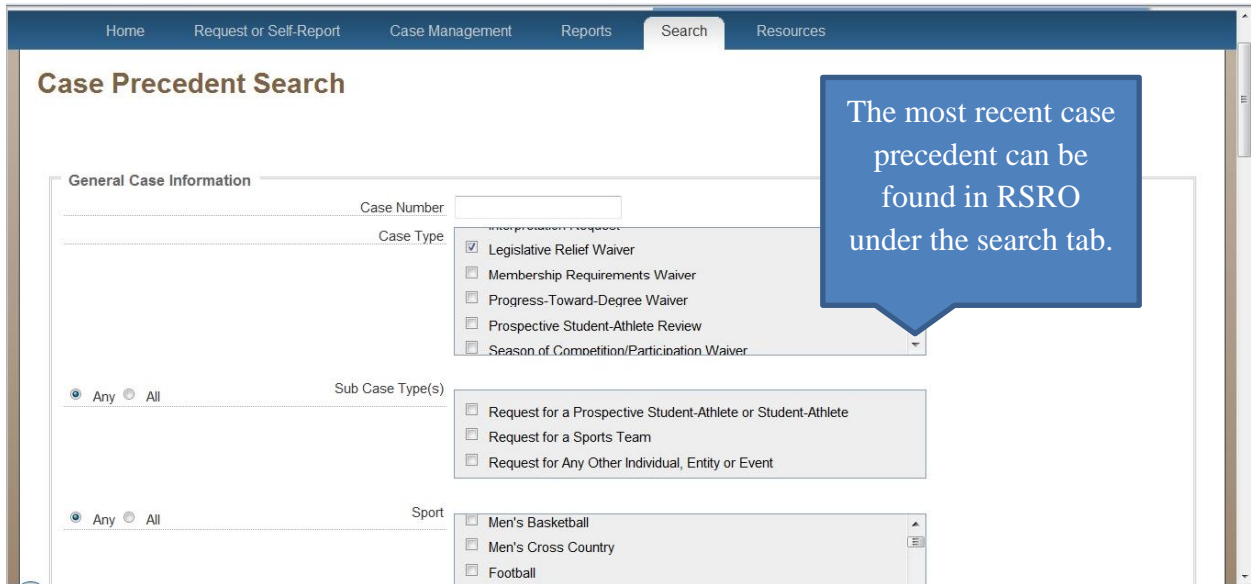 Home Request or Self-Report Case Management Reports Search Resources
Case Precedent Search
The most recent case
precedent can be
found in RSRO
under the search tab.
General Case Information
Case Number
Case Type
Interpretation Request
Legislative Relief Waiver
Membership Requirements Waiver
Progress-Toward-Degree Waiver
Prospective Student-Athlete Review
Season of Competition/Participation Waiver
Any All
Sub Case Type(s)
Request for a Prospective Student-Athlete or Student-Athlete
Request for a Sports Team
Request for Any Other Individual, Entity or Event
Any All
Sport
Men's Basketball
Men's Cross Country
Football